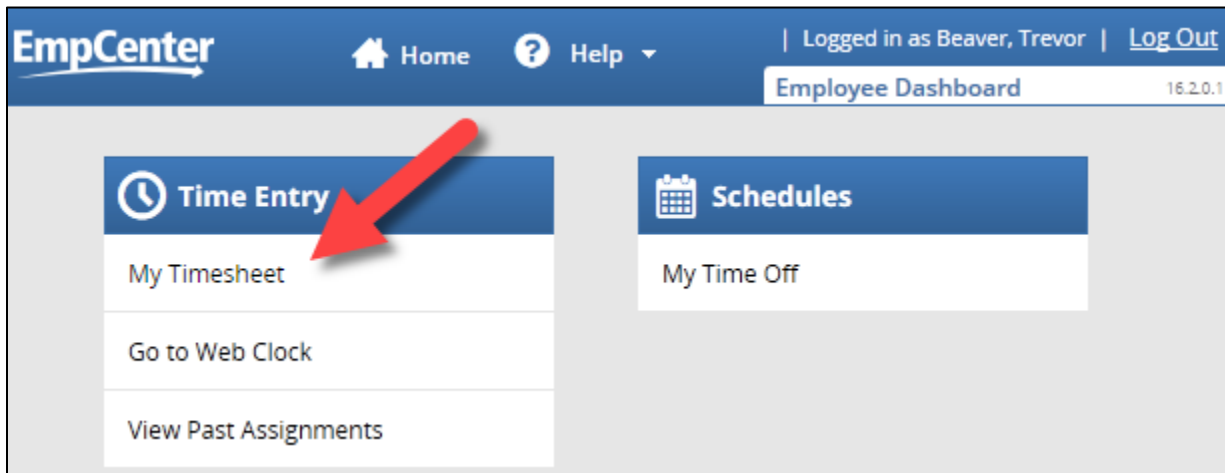 EmpCenter Home Help | Logged in as Beaver, Trevor | Log Out
Employee Dashboard 16.2.0.1
Time Entry
My Timesheet
Go to Web Clock
View Past Assignments
Schedules
My Time Off